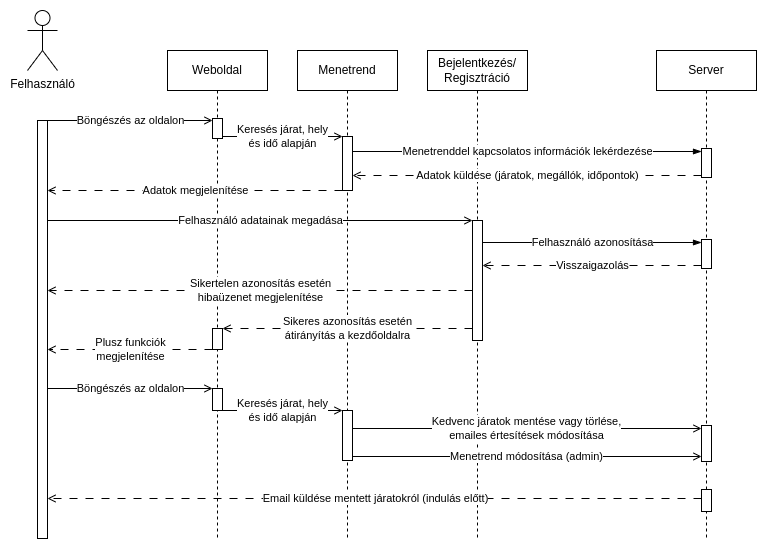 Felhasználó
Weboldal
Menetrend
Bejelentkezés/
Regisztráció
Server
Böngészés az oldalon
Keresés járat, hely
és idő alapján
Menetrenddel kapcsolatos információk lekérdezése
Adatok küldése (járatok, megállók, időpontok)
Adatok megjelenítése
Felhasználó adatainak megadása
Felhasználó azonosítása
Visszaigazolás
Sikertelen azonosítás esetén
hibaüzenet megjelenítése
Sikeres azonosítás esetén
átirányítás a kezdőoldalra
Plusz funkciók
megjelenítése
Böngészés az oldalon
Keresés járat, hely
és idő alapján
Kedvenc járatok mentése vagy törlése,
emailes értesítések módosítása
Menetrend módosítása (admin)
Email küldése mentett járatokról (indulás előtt)